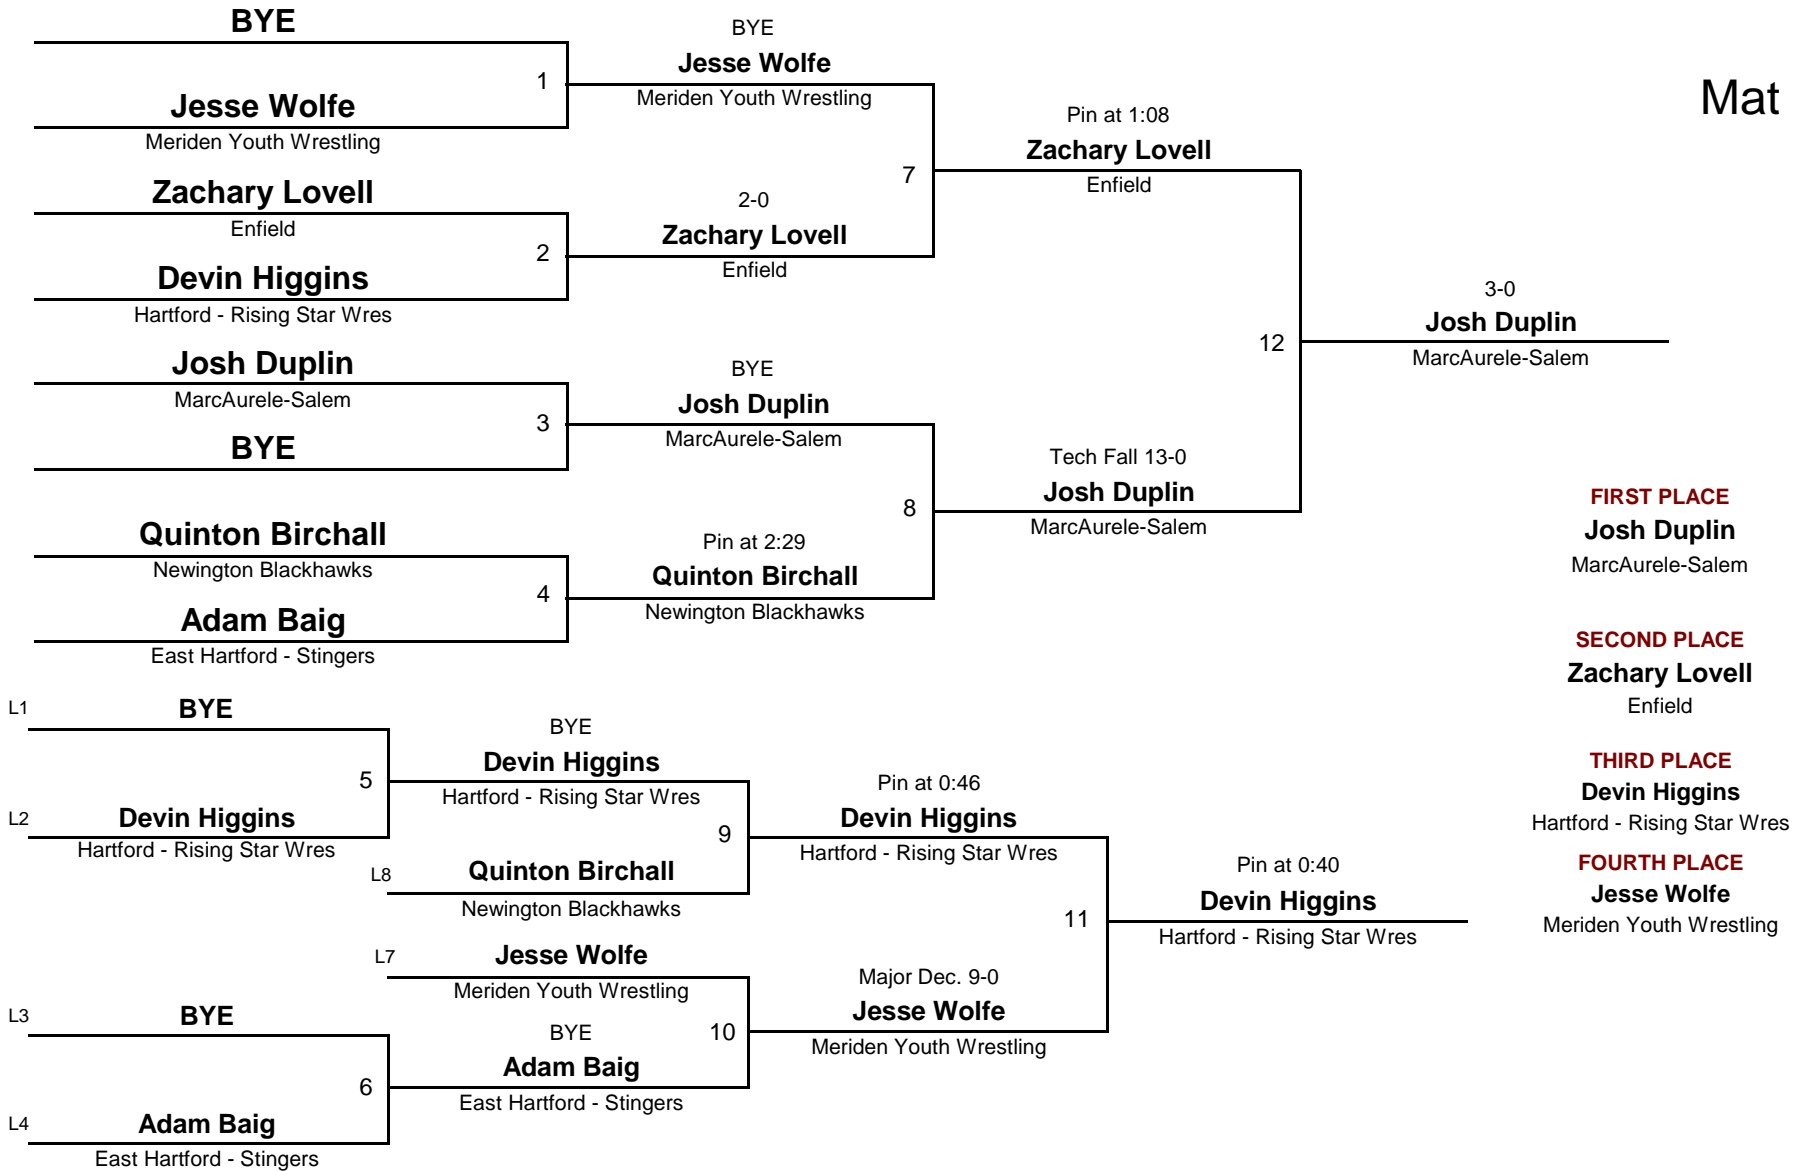 BYE
1
Jesse Wolfe
Meriden Youth Wrestling
Zachary Lovell
Enfield
2
Devin Higgins
Hartford - Rising Star Wres
Josh Duplin
MarcAurele-Salem
3
BYE
Quinton Birchall
Newington Blackhawks
4
Adam Baig
East Hartford - Stingers
BYE
Jesse Wolfe
Meriden Youth Wrestling
7
2-0
Zachary Lovell
Enfield
BYE
Josh Duplin
MarcAurele-Salem
8
Pin at 2:29
Quinton Birchall
Newington Blackhawks
Pin at 1:08
Zachary Lovell
Enfield
12
Tech Fall 13-0
Josh Duplin
MarcAurele-Salem
3-0
Josh Duplin
MarcAurele-Salem
Mat
FIRST PLACE
Josh Duplin
MarcAurele-Salem
SECOND PLACE
Zachary Lovell
Enfield
THIRD PLACE
Devin Higgins
Hartford - Rising Star Wres
FOURTH PLACE
Jesse Wolfe
Meriden Youth Wrestling
L1
BYE
5
L2
Devin Higgins
Hartford - Rising Star Wres
BYE
Devin Higgins
Hartford - Rising Star Wres
9
L8
Quinton Birchall
Newington Blackhawks
L7
Jesse Wolfe
Meriden Youth Wrestling
10
BYE
Adam Baig
East Hartford - Stingers
L3
BYE
6
L4
Adam Baig
East Hartford - Stingers
Pin at 0:46
Devin Higgins
Hartford - Rising Star Wres
11
Major Dec. 9-0
Jesse Wolfe
Meriden Youth Wrestling
Pin at 0:40
Devin Higgins
Hartford - Rising Star Wres